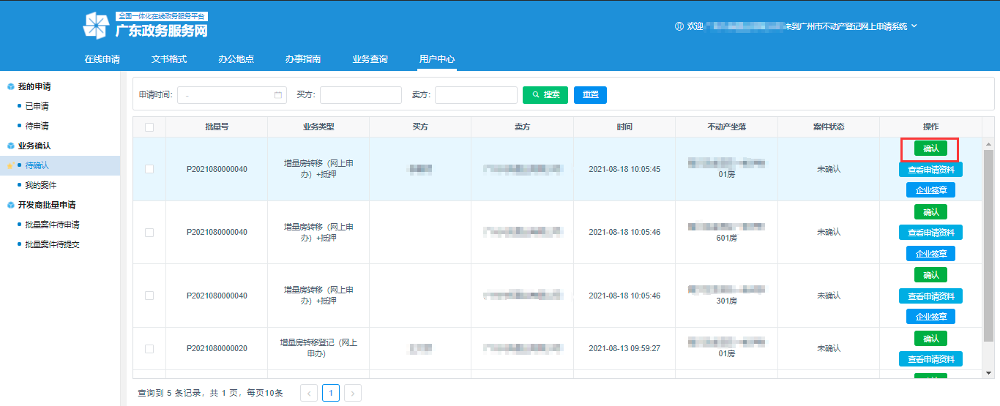 全国一体化在线政务服务平台
广东政务服务网
欢迎 来到广州市不动产登记网上申请系统
在线申请 文书格式 办公地点 办事指南 业务查询 用户中心
我的申请
已申请
待申请
业务确认
待确认
我的案件
开发商批量申请
批量案件待申请
批量案件待提交
申请时间: - 买方: 卖方: 搜索 重置
批量号 业务类型 买方 卖方 时间 不动产坐落 案件状态 操作
P2021080000040 增量房转移（网上申
办）+抵押 2021-08-18 10:05:45 01房 未确认 确认
查看申请资料
企业签章
P2021080000040 增量房转移（网上申
办）+抵押 2021-08-18 10:05:46 601房 未确认 确认
查看申请资料
企业签章
P2021080000040 增量房转移（网上申
办）+抵押 2021-08-18 10:05:46 301房 未确认 确认
查看申请资料
企业签章
P2021080000020 增量房转移登记（网上
申办） 2021-08-13 09:59:27 01房 未确认 确认
查看申请资料
查询到 5 条记录，共 1 页，每页10条 1